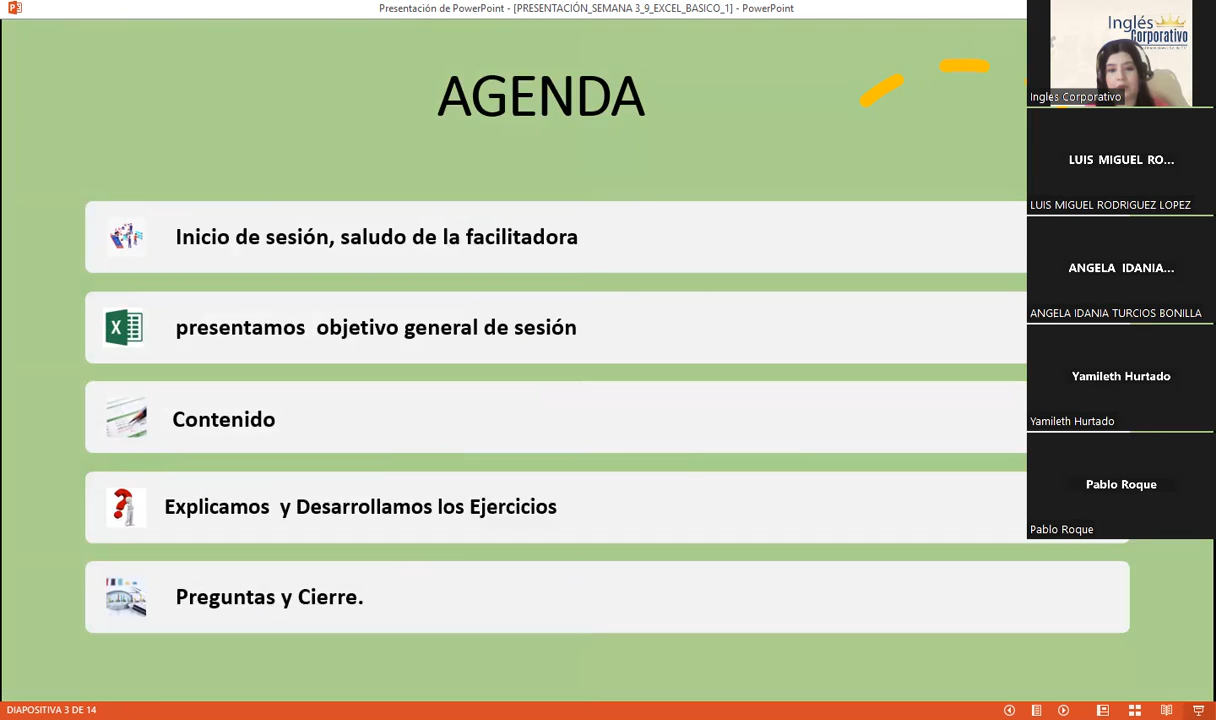 Presentación de PowerPoint - [PRESENTACIÓN_SEMANA 3_9_EXCEL_BASICO_1] - PowerPoint
AGENDA
Inicio de sesión, saludo de la facilitadora
presentamos objetivo general de sesión
Contenido
Explicamos y Desarrollamos los Ejercicios
Preguntas y Cierre.
Inglés
Corporativo
Ingles Corporativo
LUIS MIGUEL RO...
LUIS MIGUEL RODRIGUEZ LOPEZ
ANGELA IDANIA...
ANGELA IDANIA TURCIOS BONILLA
Yamileth Hurtado
Yamileth Hurtado
Pablo Roque
Pablo Roque
DIAPOSITIVA 3 DE 14